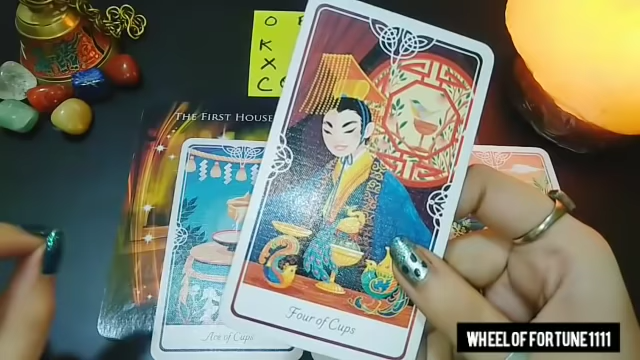 O
R
X
C
THE FIRST HOUSE
Four of Cups
Ace of Cups
WHEEL OF FORTUNE1111